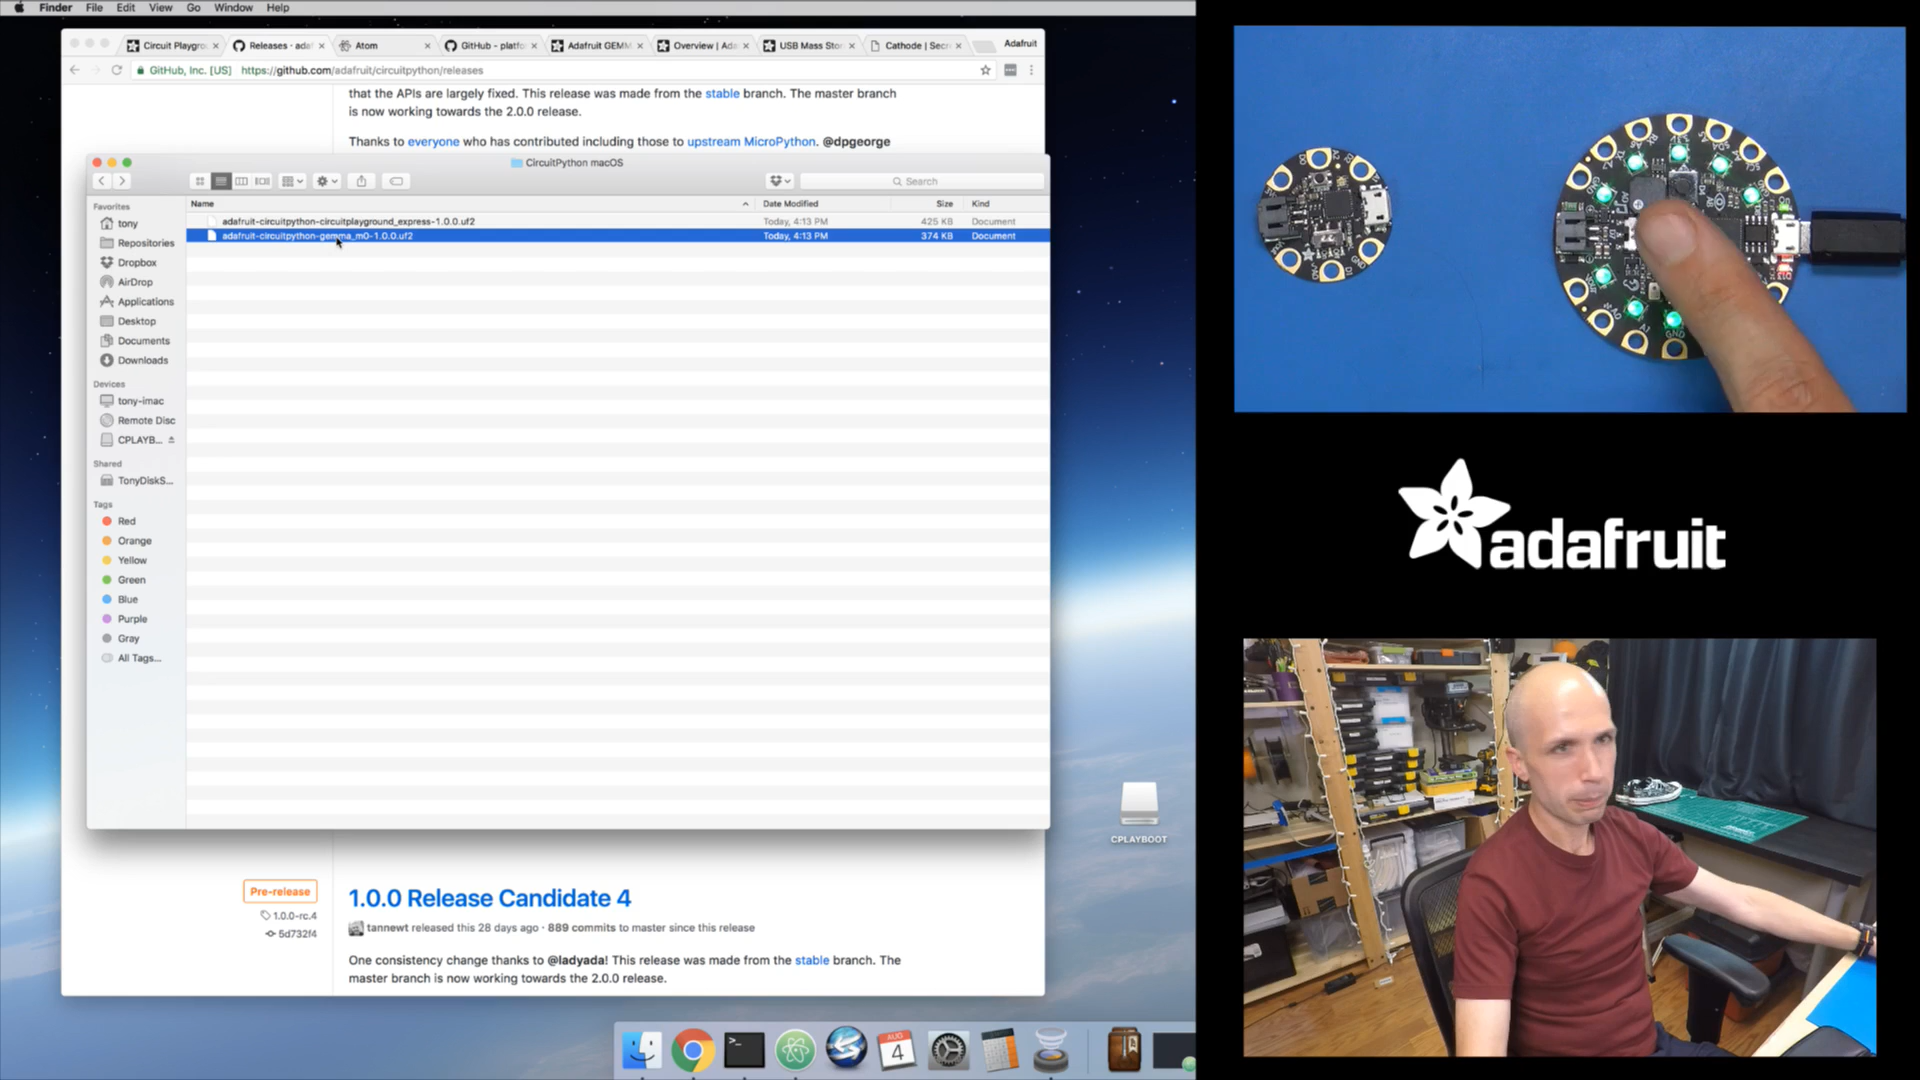 Finder File Edit View Go Window Help
Circuit Playgro
Releases · ada
Atom
GitHub - platfo
Adafruit GEMM
Overview | Ada
USB Mass Stor
Cathode | Secr
Adafruit
GitHub, Inc. [US] https://github.com/adafruit/circuitpython/releases
that the APIs are largely fixed. This release was made from the stable branch. The master branch
is now working towards the 2.0.0 release.
Thanks to everyone who has contributed including those to upstream MicroPython. @dpgeorge
CircuitPython macOS
Search
Favorites
tony
Repositories
Dropbox
AirDrop
Applications
Desktop
Documents
Downloads
Devices
tony-imac
Remote Disc
CPLAYB...
Shared
TonyDiskS...
Tags
Red
Orange
Yellow
Green
Blue
Purple
Gray
All Tags...
Name Date Modified Size Kind
adafruit-circuitpython-circuitplayground_express-1.0.0.uf2 Today, 4:13 PM 425 KB Document
adafruit-circuitpython-gemma_m0-1.0.0.uf2 Today, 4:13 PM 374 KB Document
CPLAYBOOT
Pre-release
1.0.0-rc.4
5d732f4
1.0.0 Release Candidate 4
tannewt released this 28 days ago · 889 commits to master since this release
One consistency change thanks to @ladyada! This release was made from the stable branch. The
master branch is now working towards the 2.0.0 release.
AUG
4
adafruit
GND
A0
A1
GND